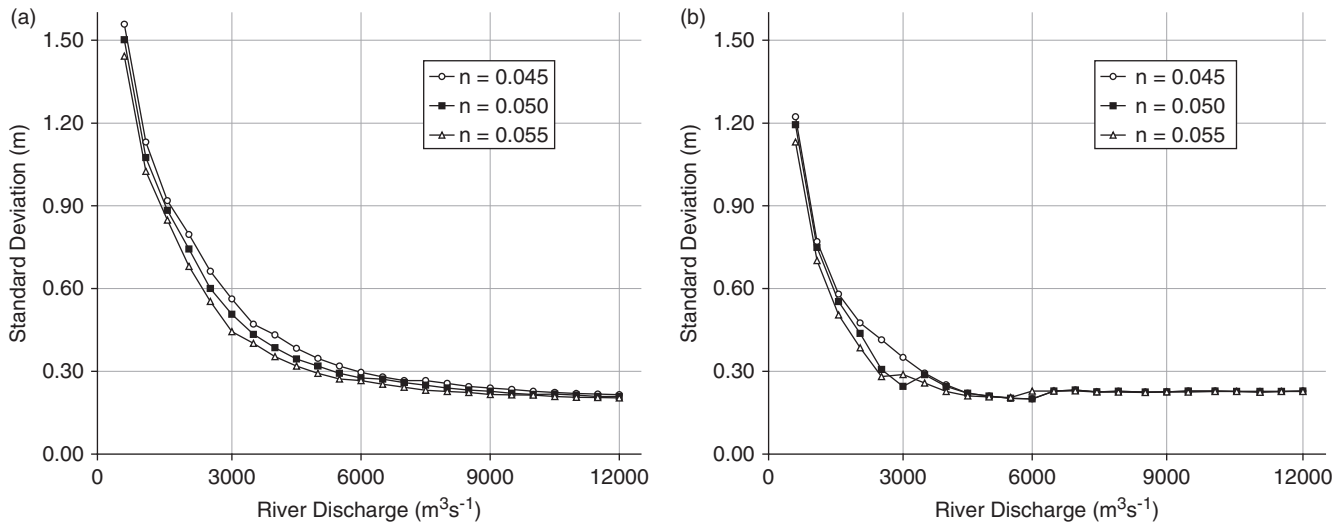 (a)
1.50
1.20
0.90
0.60
0.30
0.00
Standard Deviation (m)
0
3000
6000
9000
12000
River Discharge (m³s⁻¹)
n = 0.045
n = 0.050
n = 0.055
(b)
1.50
1.20
0.90
0.60
0.30
0.00
Standard Deviation (m)
0
3000
6000
9000
12000
River Discharge (m³s⁻¹)
n = 0.045
n = 0.050
n = 0.055